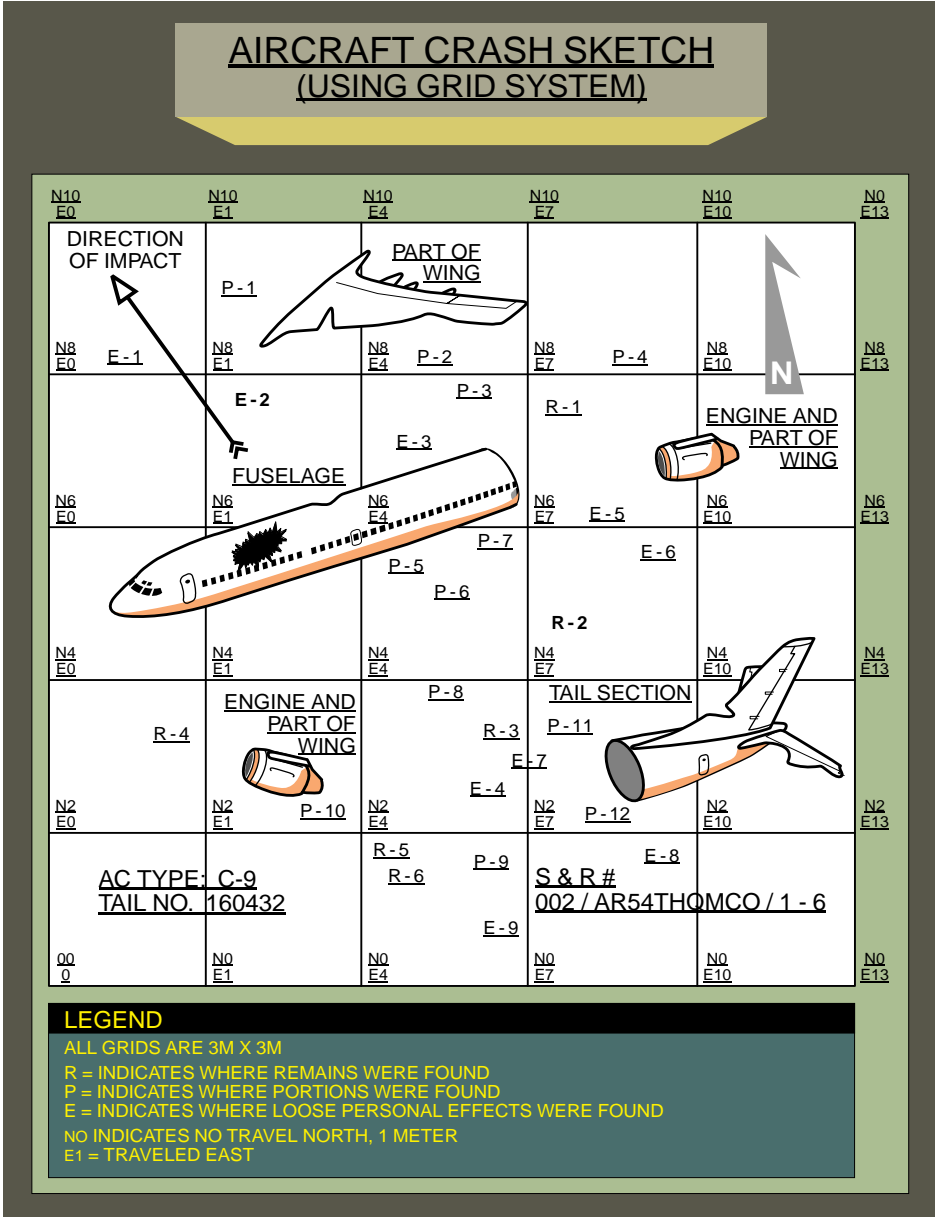 AIRCRAFT CRASH SKETCH
(USING GRID SYSTEM)
N10 N10 N10 N10 N10 N0
E0 E1 E4 E7 E10 E13
DIRECTION
OF IMPACT
P - 1
PART OF
WING
N
N8 N8 N8 N8 N8 N8
E0 E1 E4 E7 E10 E13
E - 1
P - 2
P - 4
E - 2
P - 3
R - 1
E - 3
ENGINE AND
PART OF
WING
FUSELAGE
N6 N6 N6 N6 N6 N6
E0 E1 E4 E7 E10 E13
E - 5
P - 7
E - 6
P - 5
P - 6
R - 2
N4 N4 N4 N4 N4 N4
E0 E1 E4 E7 E10 E13
ENGINE AND
PART OF
WING
P - 8
TAIL SECTION
R - 4
R - 3
P - 11
E - 7
E - 4
N2 N2 N2 N2 N2 N2
E0 E1 E4 E7 E10 E13
P - 10
P - 12
R - 5
P - 9
E - 8
R - 6
AC TYPE: C-9
TAIL NO. 160432
S & R #
002 / AR54THQMCO / 1 - 6
E - 9
00 N0 N0 N0 N0 N0
0 E1 E4 E7 E10 E13
LEGEND
ALL GRIDS ARE 3M X 3M
R = INDICATES WHERE REMAINS WERE FOUND
P = INDICATES WHERE PORTIONS WERE FOUND
E = INDICATES WHERE LOOSE PERSONAL EFFECTS WERE FOUND
NO INDICATES NO TRAVEL NORTH, 1 METER
E1 = TRAVELED EAST